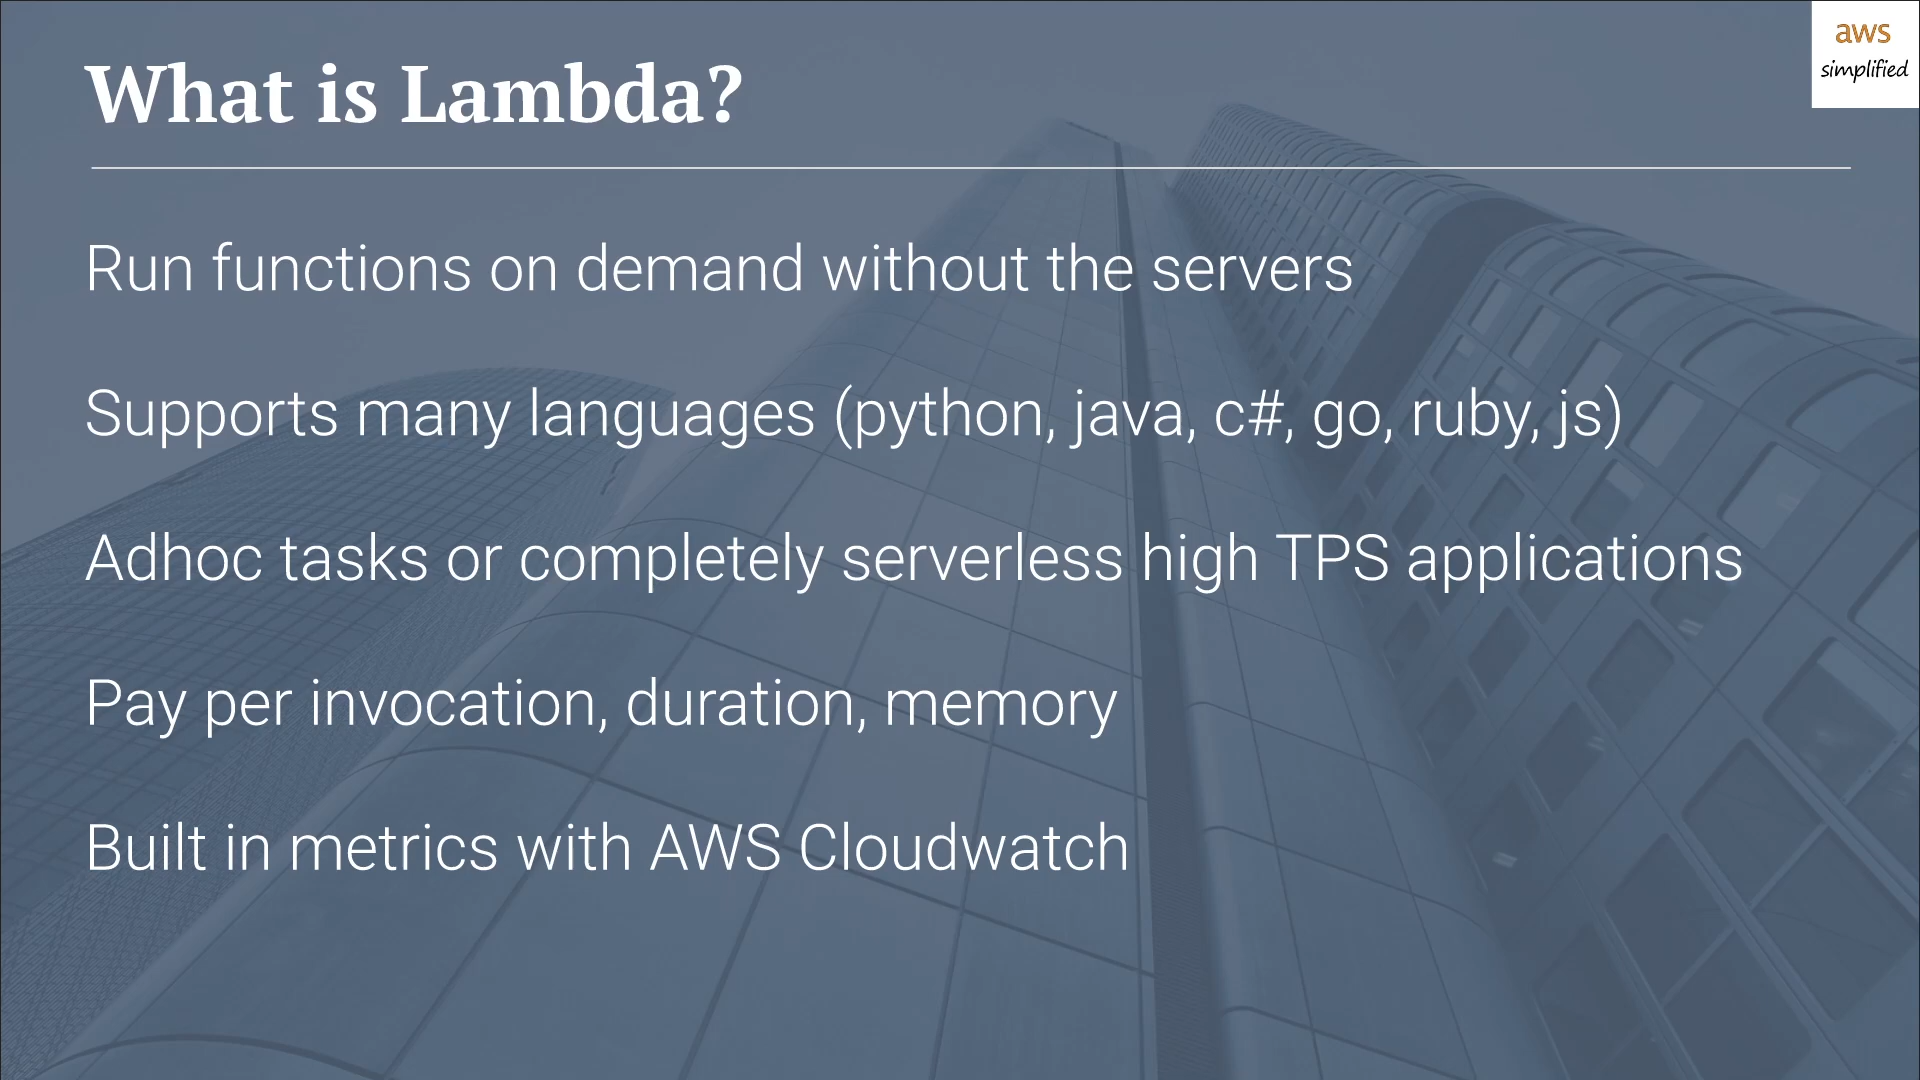 What is Lambda?
aws
simplified
Run functions on demand without the servers
Supports many languages (python, java, c#, go, ruby, js)
Adhoc tasks or completely serverless high TPS applications
Pay per invocation, duration, memory
Built in metrics with AWS Cloudwatch